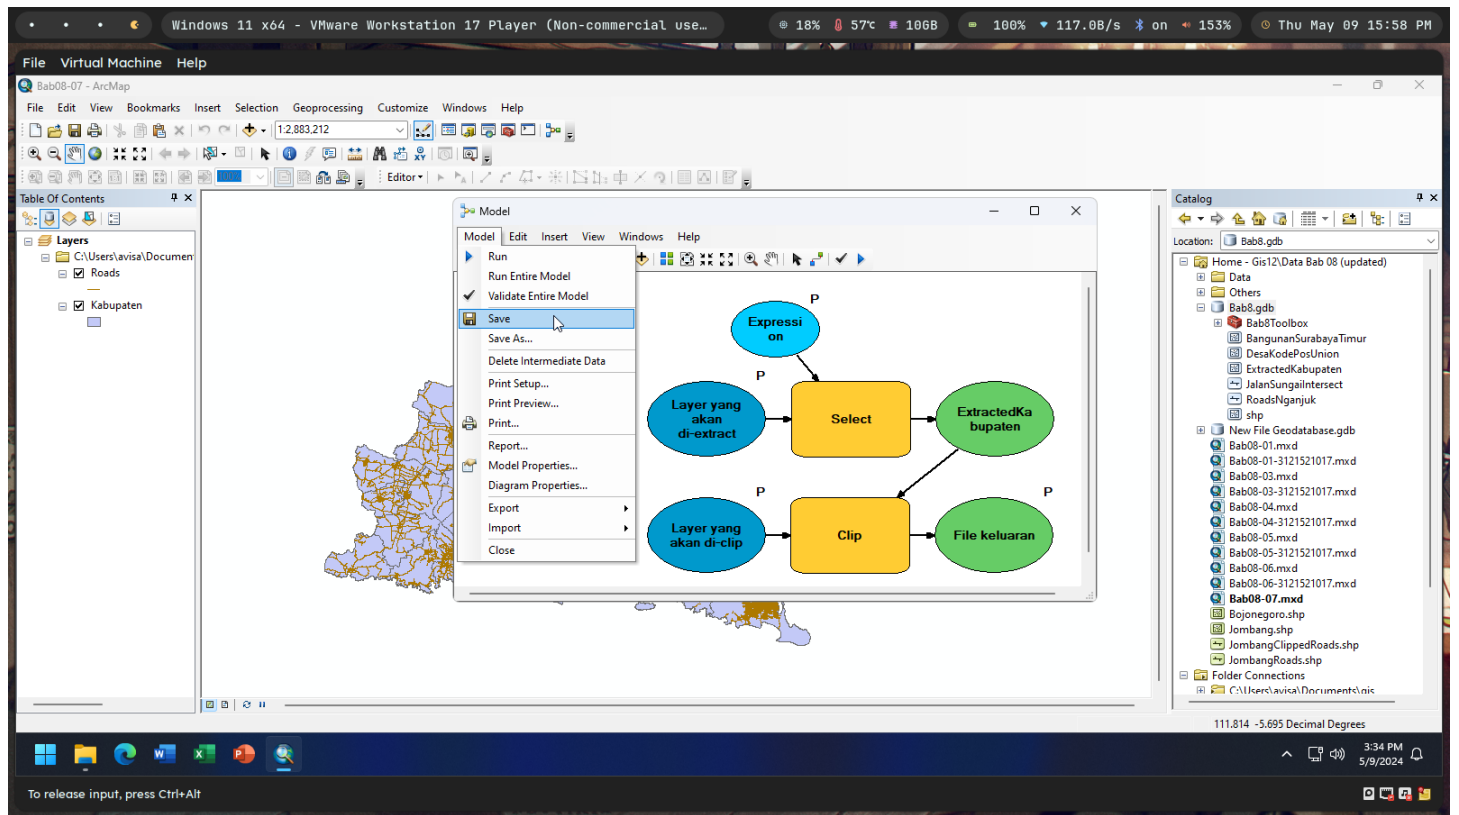 Windows 11 x64 - VMware Workstation 17 Player (Non-commercial use…
18%
57°C
10GB
100%
117.0B/s
on
153%
Thu May 09 15:58 PM
File Virtual Machine Help
Bab08-07 - ArcMap
File Edit View Bookmarks Insert Selection Geoprocessing Customize Windows Help
1:2,883,212
Editor
Table Of Contents
Layers
C:\Users\avisa\Documen
Roads
Kabupaten
Model
Model Edit Insert View Windows Help
Run
Run Entire Model
Validate Entire Model
Save
Save As...
Delete Intermediate Data
Print Setup...
Print Preview...
Print...
Report...
Model Properties...
Diagram Properties...
Export
Import
Close
P
Expressi
on
P
Layer yang
akan
di-extract
Select
ExtractedKa
bupaten
P
Layer yang
akan di-clip
Clip
P
File keluaran
Catalog
Location: Bab8.gdb
Home - Gis12\Data Bab 08 (updated)
Data
Others
Bab8.gdb
Bab8Toolbox
BangunanSurabayaTimur
DesaKodePosUnion
ExtractedKabupaten
JalanSungaiIntersect
RoadsNganjuk
shp
New File Geodatabase.gdb
Bab08-01.mxd
Bab08-01-3121521017.mxd
Bab08-03.mxd
Bab08-03-3121521017.mxd
Bab08-04.mxd
Bab08-04-3121521017.mxd
Bab08-05.mxd
Bab08-05-3121521017.mxd
Bab08-06.mxd
Bab08-06-3121521017.mxd
Bab08-07.mxd
Bojonegoro.shp
Jombang.shp
JombangClippedRoads.shp
JombangRoads.shp
Folder Connections
C:\Users\avisa\Documents\gis
111.814 -5.695 Decimal Degrees
3:34 PM
5/9/2024
To release input, press Ctrl+Alt